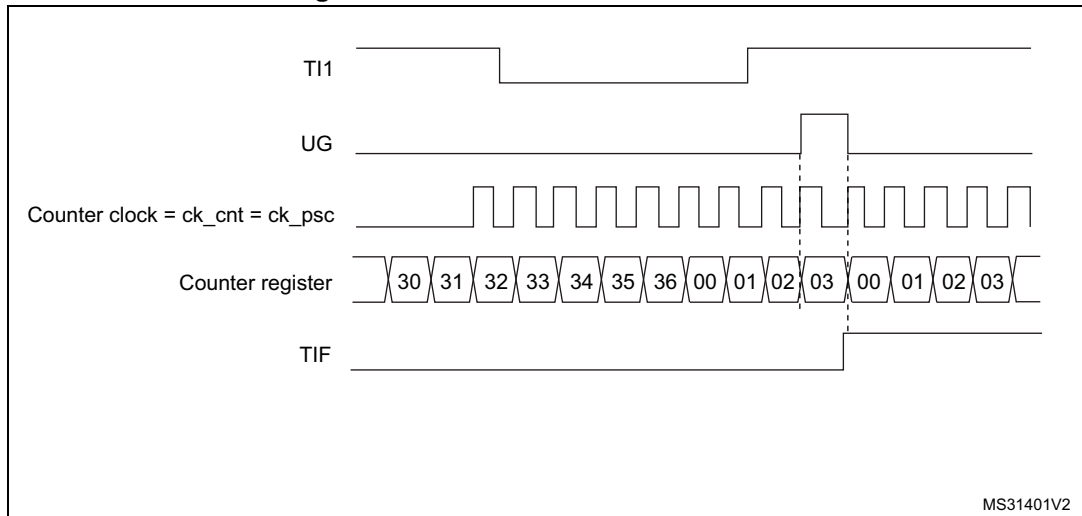 TI1
UG
Counter clock = ck_cnt = ck_psc
Counter register 30 31 32 33 34 35 36 00 01 02 03 00 01 02 03
TIF
MS31401V2